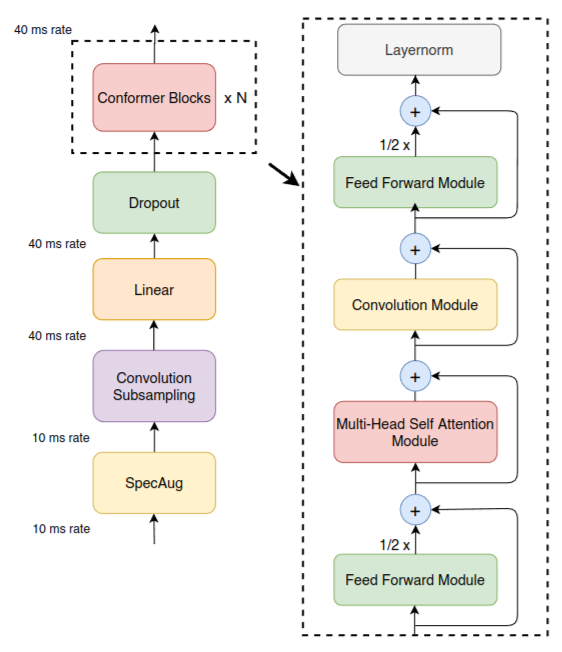 40 ms rate
Conformer Blocks
x N
Dropout
40 ms rate
Linear
40 ms rate
Convolution
Subsampling
10 ms rate
SpecAug
10 ms rate
Layernorm
+
1/2 x
Feed Forward Module
+
Convolution Module
+
Multi-Head Self Attention
Module
+
1/2 x
Feed Forward Module